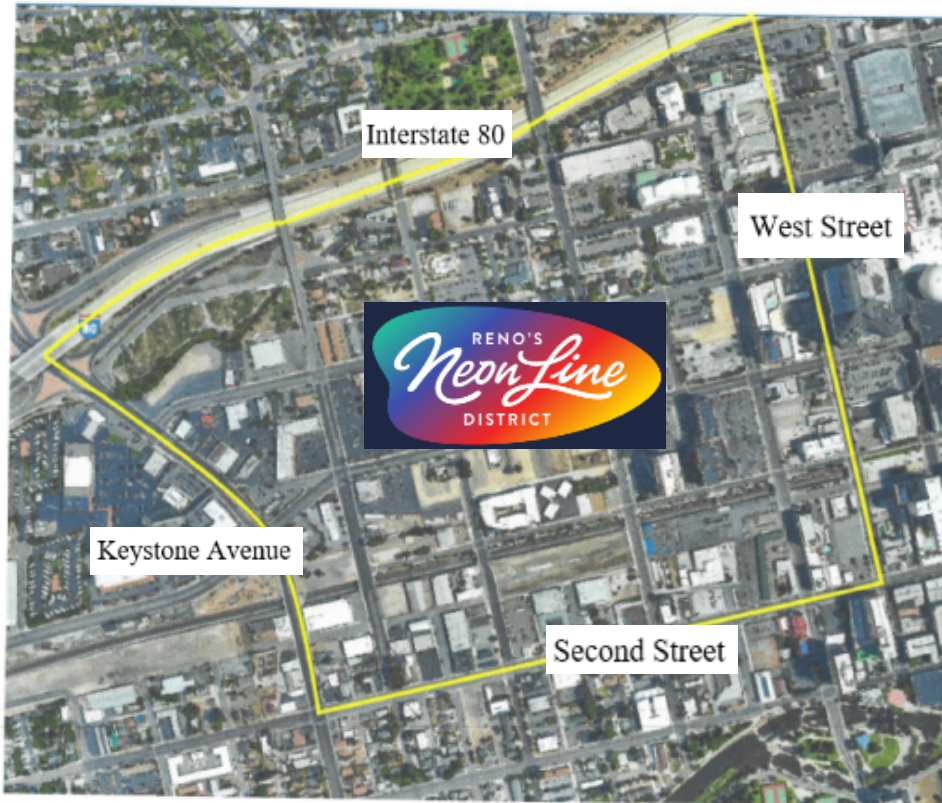 Interstate 80
West Street
80
RENO'S
Neon Line
DISTRICT
Keystone Avenue
Second Street